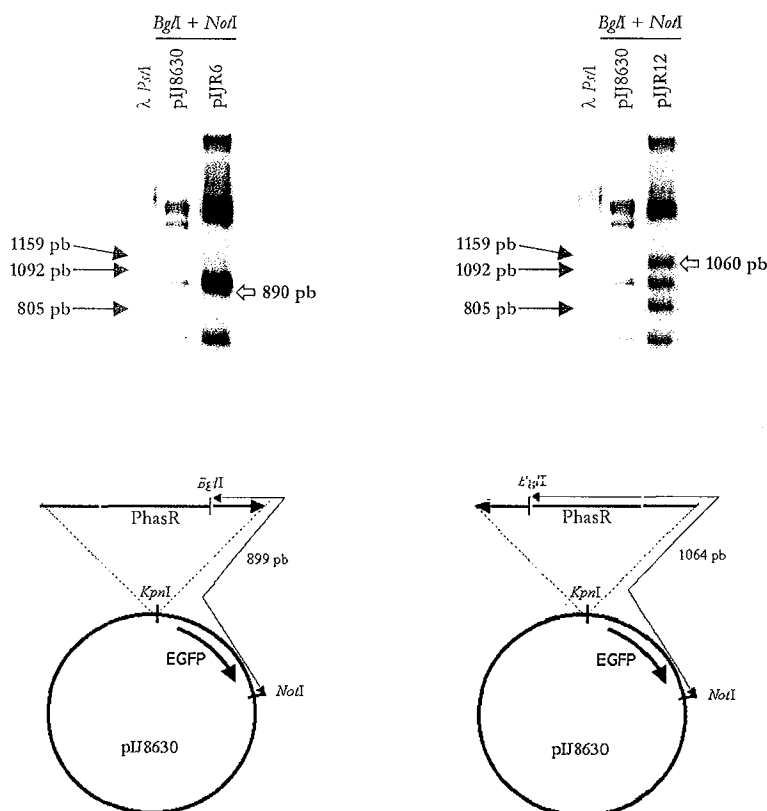 BglI + NotI
λ PstI
pIJ8630
pIJR6
1159 pb
1092 pb
805 pb
890 pb
BglI + NotI
λ PstI
pIJ8630
pIJR12
1159 pb
1092 pb
805 pb
1060 pb
BglI
PhasR
899 pb
KpnI
EGFP
NotI
pIJ8630
BglI
PhasR
1064 pb
KpnI
EGFP
NotI
pIJ8630